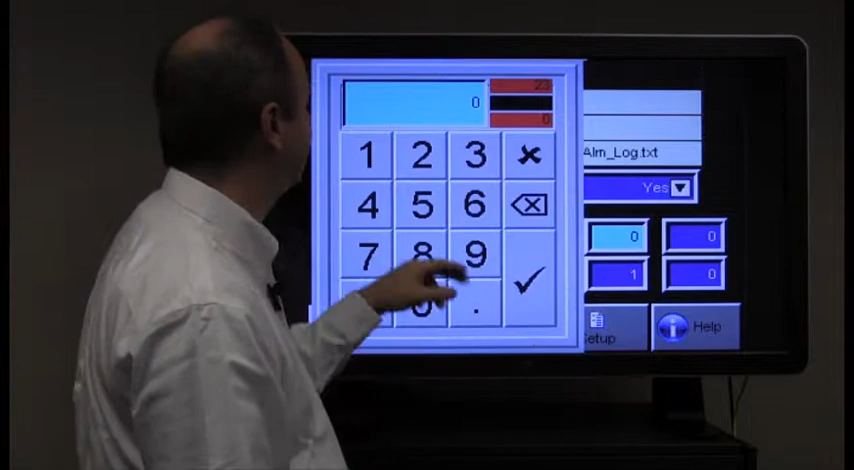 23
0
0
1 2 3
Alm_Log.txt
4 5 6
Yes
0 0
7 8 9
1 0
0 .
Setup
Help